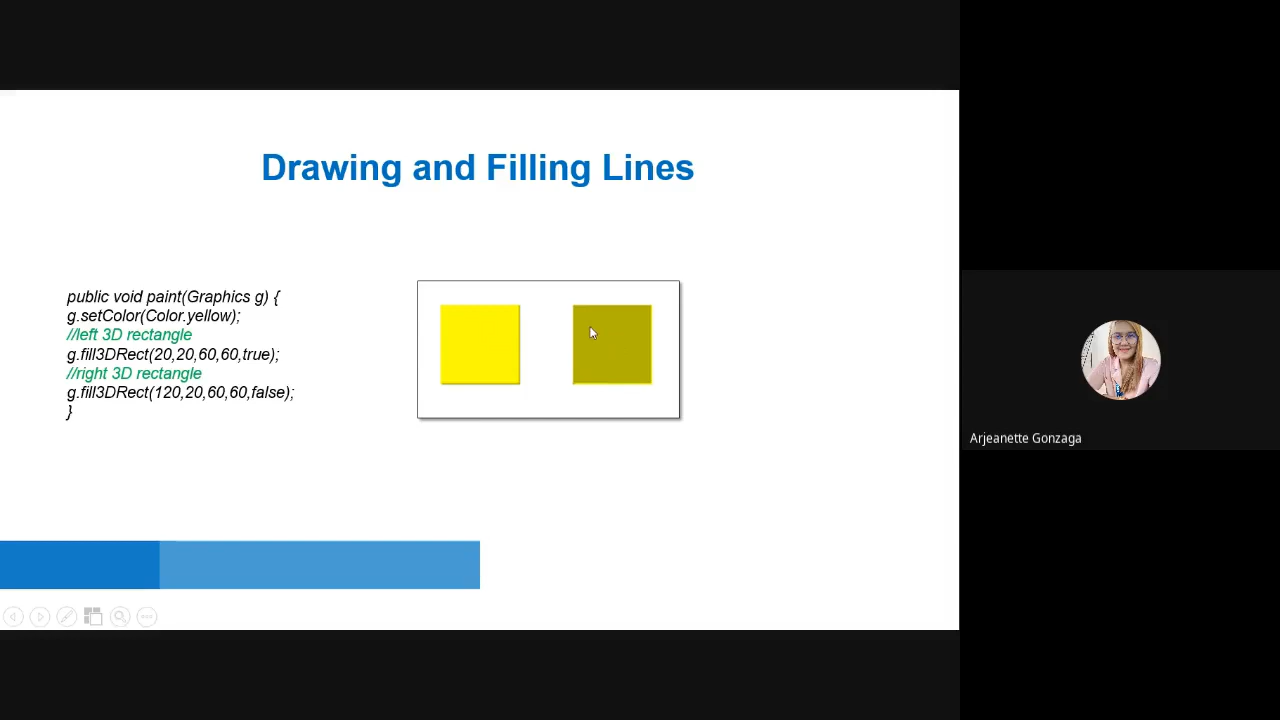 Drawing and Filling Lines
public void paint(Graphics g) {
g.setColor(Color.yellow);
//left 3D rectangle
g.fill3DRect(20,20,60,60,true);
//right 3D rectangle
g.fill3DRect(120,20,60,60,false);
}
Arjeanette Gonzaga